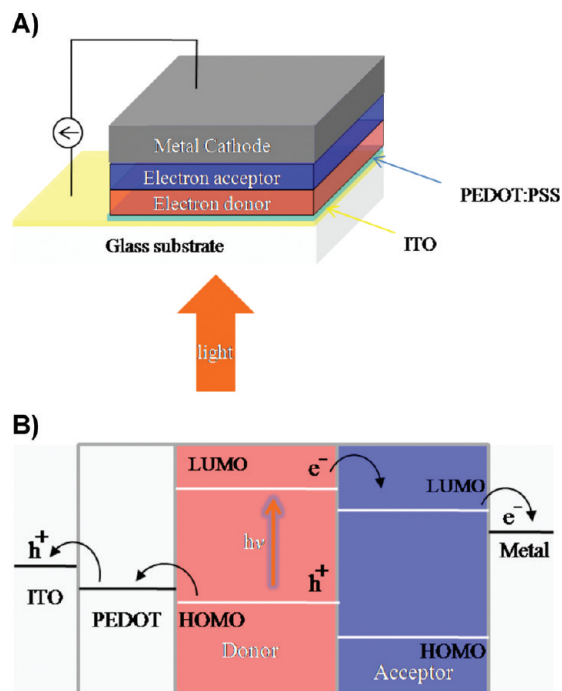 A)
Metal Cathode
Electron acceptor
Electron donor
PEDOT:PSS
Glass substrate
ITO
light
B)
LUMO
e⁻
LUMO
e⁻
hν
h⁺
h⁺
Metal
ITO
PEDOT
HOMO
HOMO
Donor
Acceptor